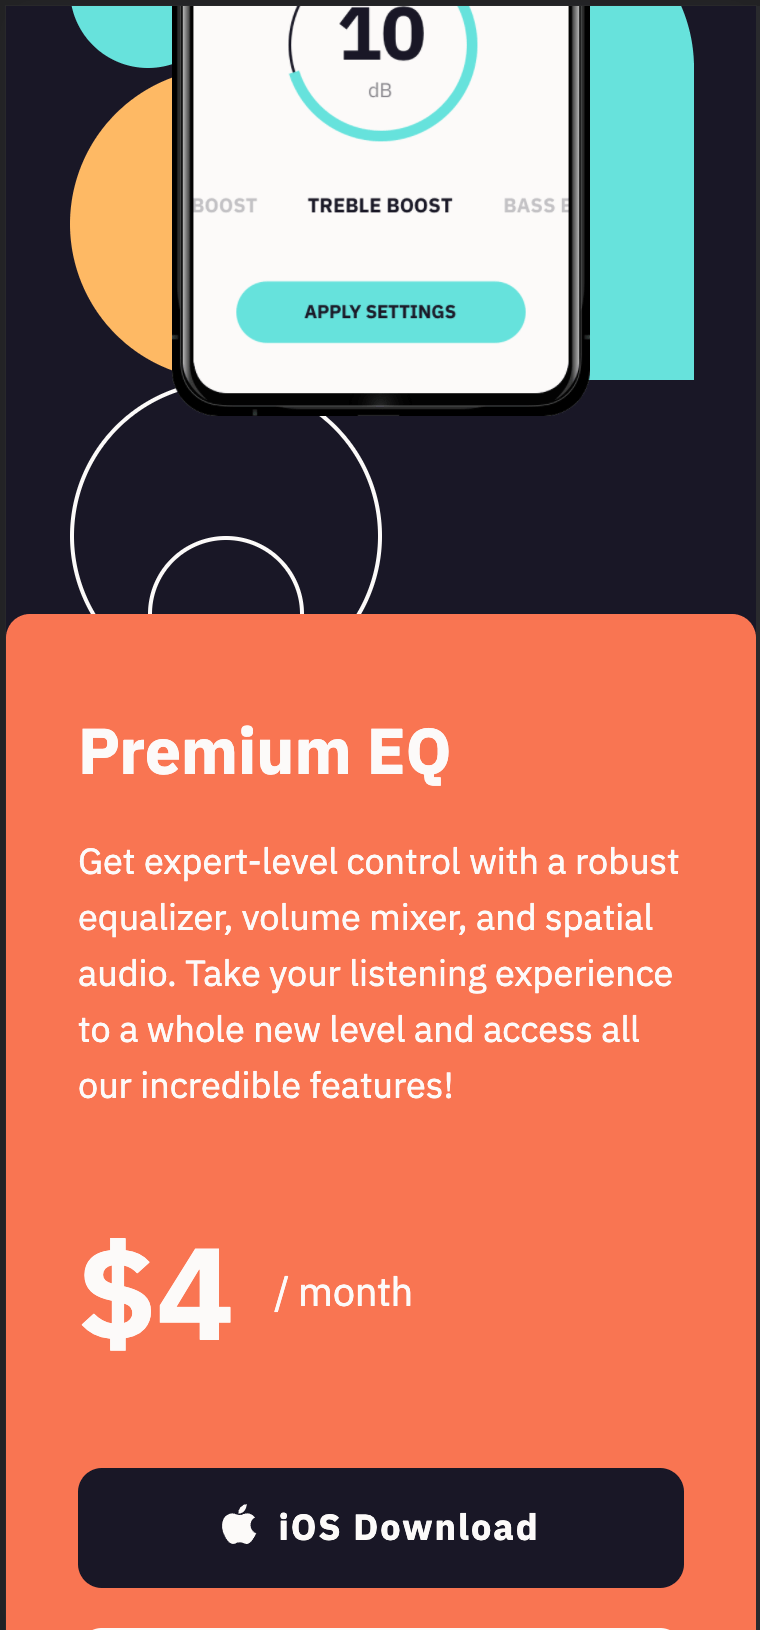 10
dB
BOOST TREBLE BOOST BASS
APPLY SETTINGS
Premium EQ
Get expert-level control with a robust
equalizer, volume mixer, and spatial
audio. Take your listening experience
to a whole new level and access all
our incredible features!
$4 / month
iOS Download